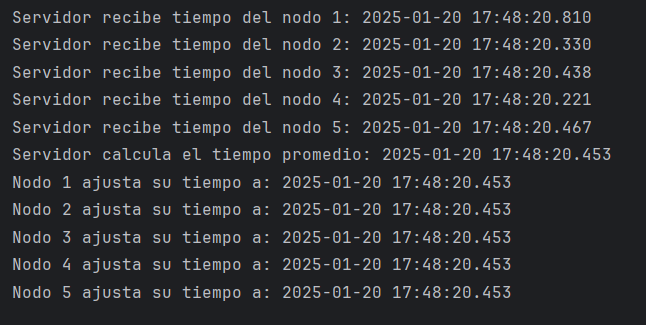 Servidor recibe tiempo del nodo 1: 2025-01-20 17:48:20.810
Servidor recibe tiempo del nodo 2: 2025-01-20 17:48:20.330
Servidor recibe tiempo del nodo 3: 2025-01-20 17:48:20.438
Servidor recibe tiempo del nodo 4: 2025-01-20 17:48:20.221
Servidor recibe tiempo del nodo 5: 2025-01-20 17:48:20.467
Servidor calcula el tiempo promedio: 2025-01-20 17:48:20.453
Nodo 1 ajusta su tiempo a: 2025-01-20 17:48:20.453
Nodo 2 ajusta su tiempo a: 2025-01-20 17:48:20.453
Nodo 3 ajusta su tiempo a: 2025-01-20 17:48:20.453
Nodo 4 ajusta su tiempo a: 2025-01-20 17:48:20.453
Nodo 5 ajusta su tiempo a: 2025-01-20 17:48:20.453